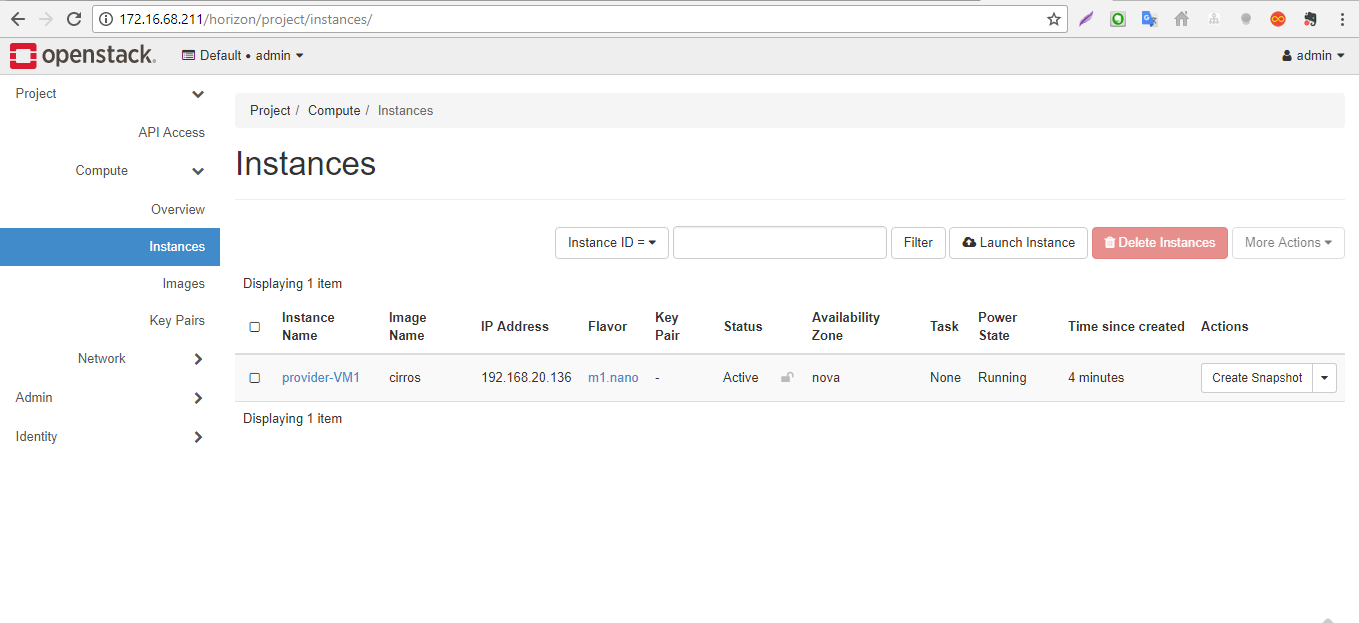 172.16.68.211/horizon/project/instances/
openstack. Default • admin admin
Project
API Access
Compute
Overview
Instances
Images
Key Pairs
Network
Admin
Identity
Project / Compute / Instances
Instances
Instance ID = Filter Launch Instance Delete Instances More Actions
Displaying 1 item
Instance Name Image Name IP Address Flavor Key Pair Status Availability Zone Task Power State Time since created Actions
provider-VM1 cirros 192.168.20.136 m1.nano - Active nova None Running 4 minutes Create Snapshot
Displaying 1 item